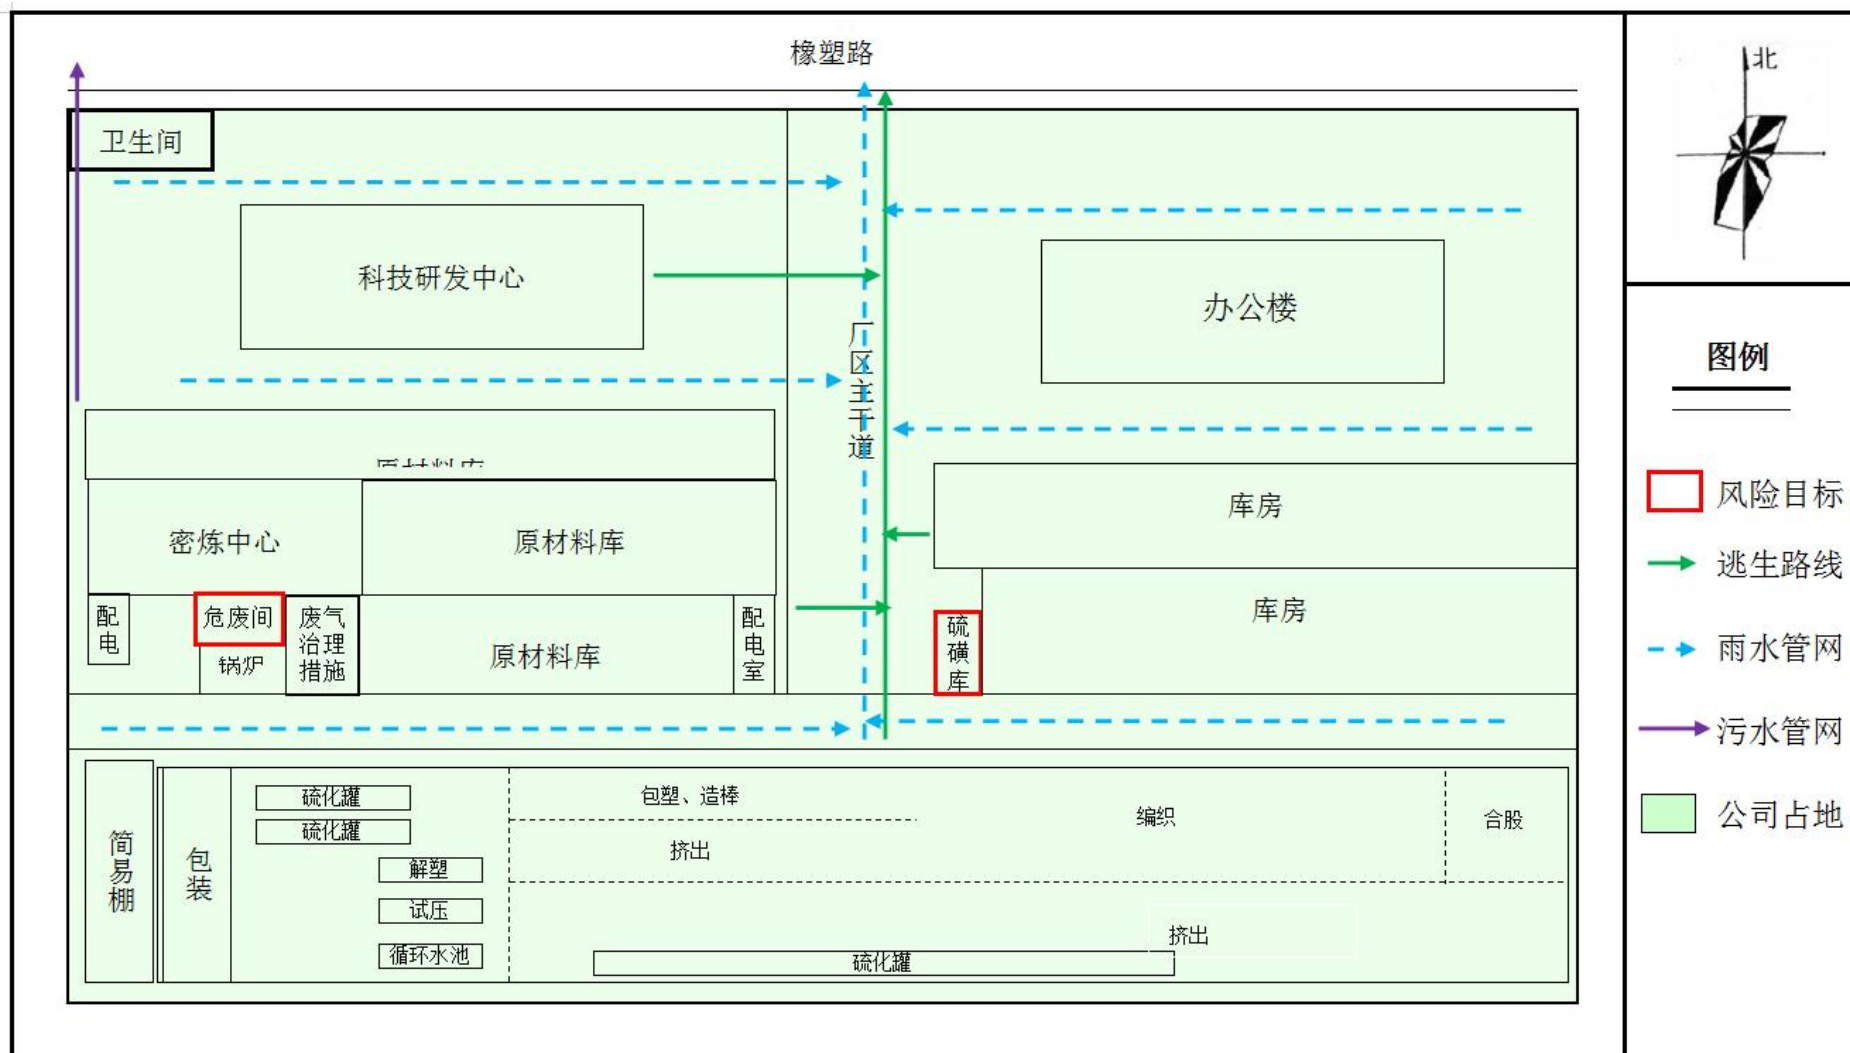 橡塑路
北
卫生间
科技研发中心
办公楼
厂区主干道
图例
原材料库
库房
风险目标
密炼中心
原材料库
逃生路线
配电
危废间
废气治理措施
锅炉
原材料库
配电室
硫磺库
库房
雨水管网
污水管网
简易棚
包装
硫化罐
硫化罐
解塑
试压
循环水池
包塑、造棒
挤出
编织
合股
挤出
硫化罐
公司占地